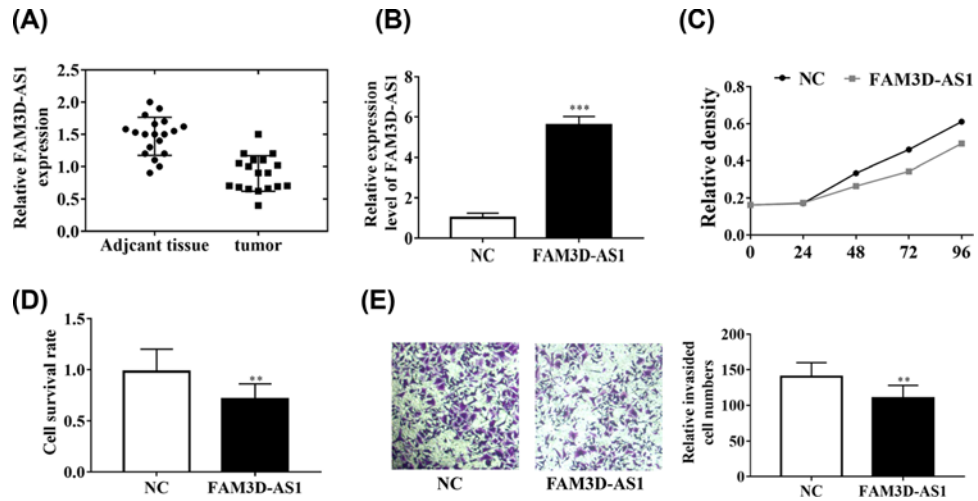 (A)
Relative FAM3D-AS1
expression
2.5
2.0
1.5
1.0
0.5
0.0
Adjcant tissue
tumor
(B)
Relative expression
level of FAM3D-AS1
8
6
4
2
0
***
NC
FAM3D-AS1
(C)
NC
FAM3D-AS1
Relative density
0.8
0.6
0.4
0.2
0.0
0 24 48 72 96
(D)
Cell survival rate
1.5
1.0
0.5
0.0
**
NC
FAM3D-AS1
(E)
NC
FAM3D-AS1
Relative invasided
cell numbers
200
150
100
50
0
**
NC
FAM3D-AS1